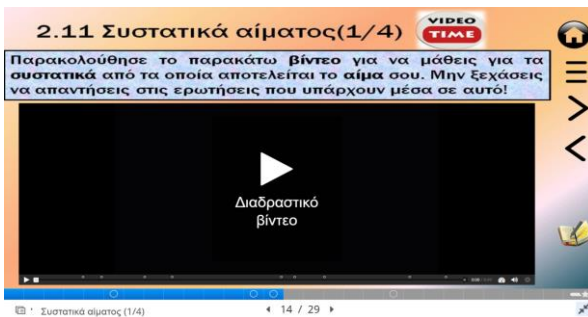 2.11 Συστατικά αίματος(1/4)
VIDEO
TIME
Παρακολούθησε το παρακάτω βίντεο για να μάθεις για τα
συστατικά από τα οποία αποτελείται το αίμα σου. Μην ξεχάσεις
να απαντήσεις στις ερωτήσεις που υπάρχουν μέσα σε αυτό!
Διαδραστικό
βίντεο
Συστατικά αίματος (1/4)
14 / 29